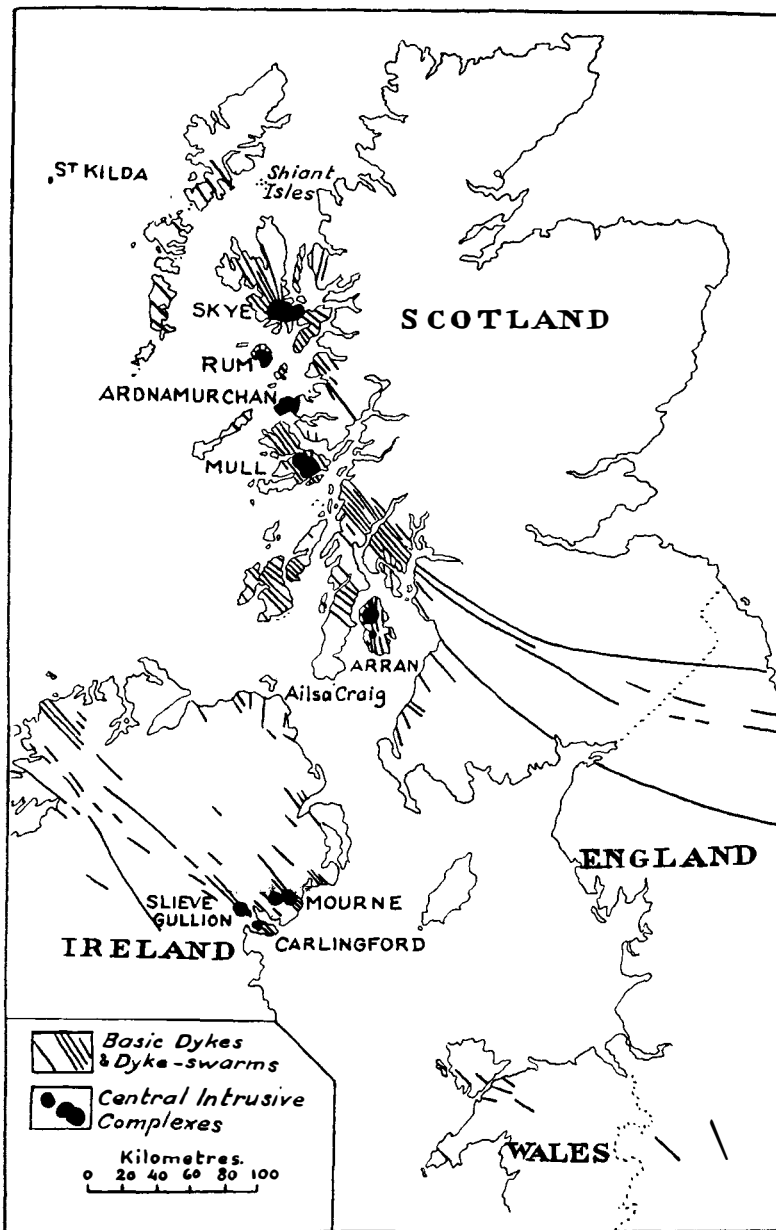 ST KILDA
Shiant
Isles
SKYE
SCOTLAND
RUM
ARDNAMURCHAN
MULL
ARRAN
Ailsa Craig
ENGLAND
SLIEVE
GULLION
MOURNE
IRELAND
CARLINGFORD
Basic Dykes
& Dyke-swarms
Central Intrusive
Complexes
Kilometres.
0 20 40 60 80 100
WALES